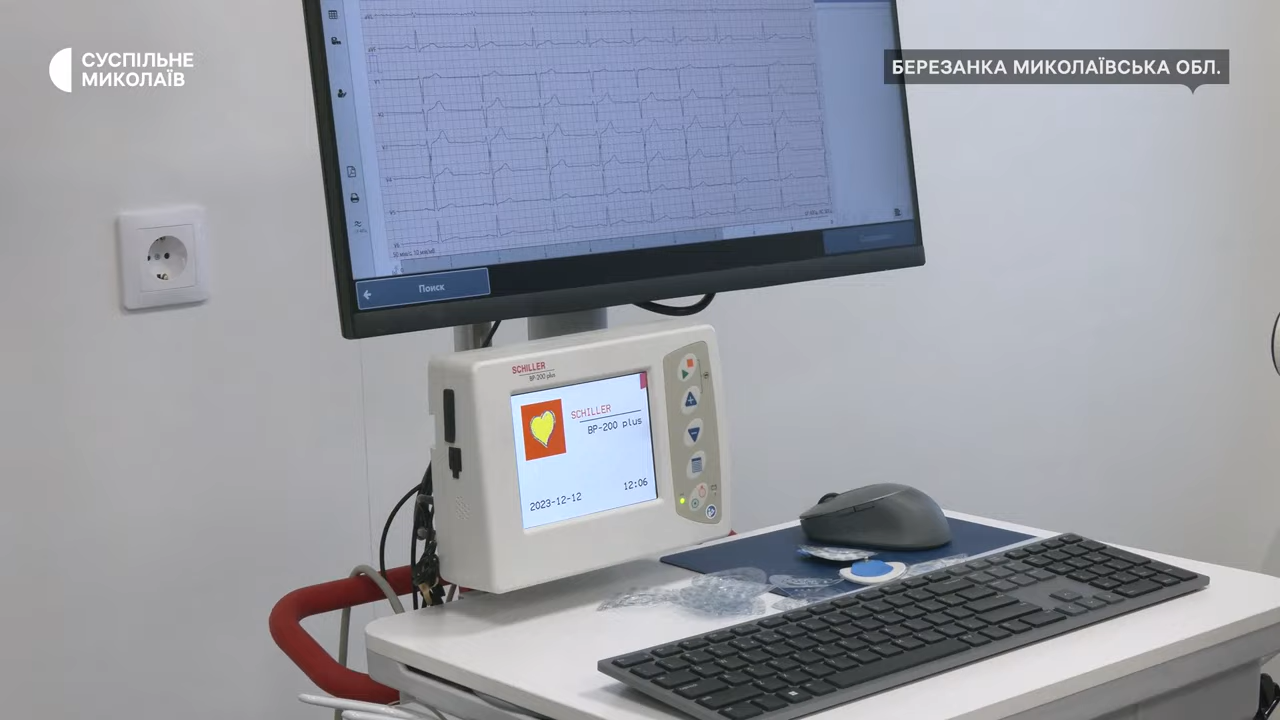 СУСПІЛЬНЕ
МИКОЛАЇВ
БЕРЕЗАНКА МИКОЛАЇВСЬКА ОБЛ.
Поиск
SCHILLER
BP-200 plus
SCHILLER
BP-200 plus
2023-12-12
12:06